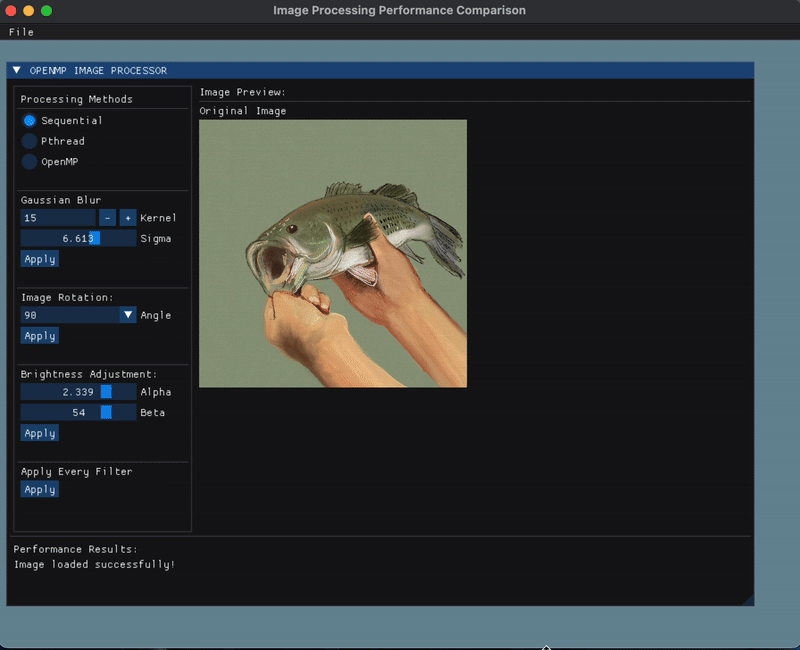 Image Processing Performance Comparison
File
▼ OPENMP IMAGE PROCESSOR
Processing Methods
Sequential
Pthread
OpenMP
Gaussian Blur
15 - + Kernel
6.613 Sigma
Apply
Image Rotation:
90 ▼ Angle
Apply
Brightness Adjustment:
2.339 Alpha
54 Beta
Apply
Apply Every Filter
Apply
Image Preview:
Original Image
Performance Results:
Image loaded successfully!